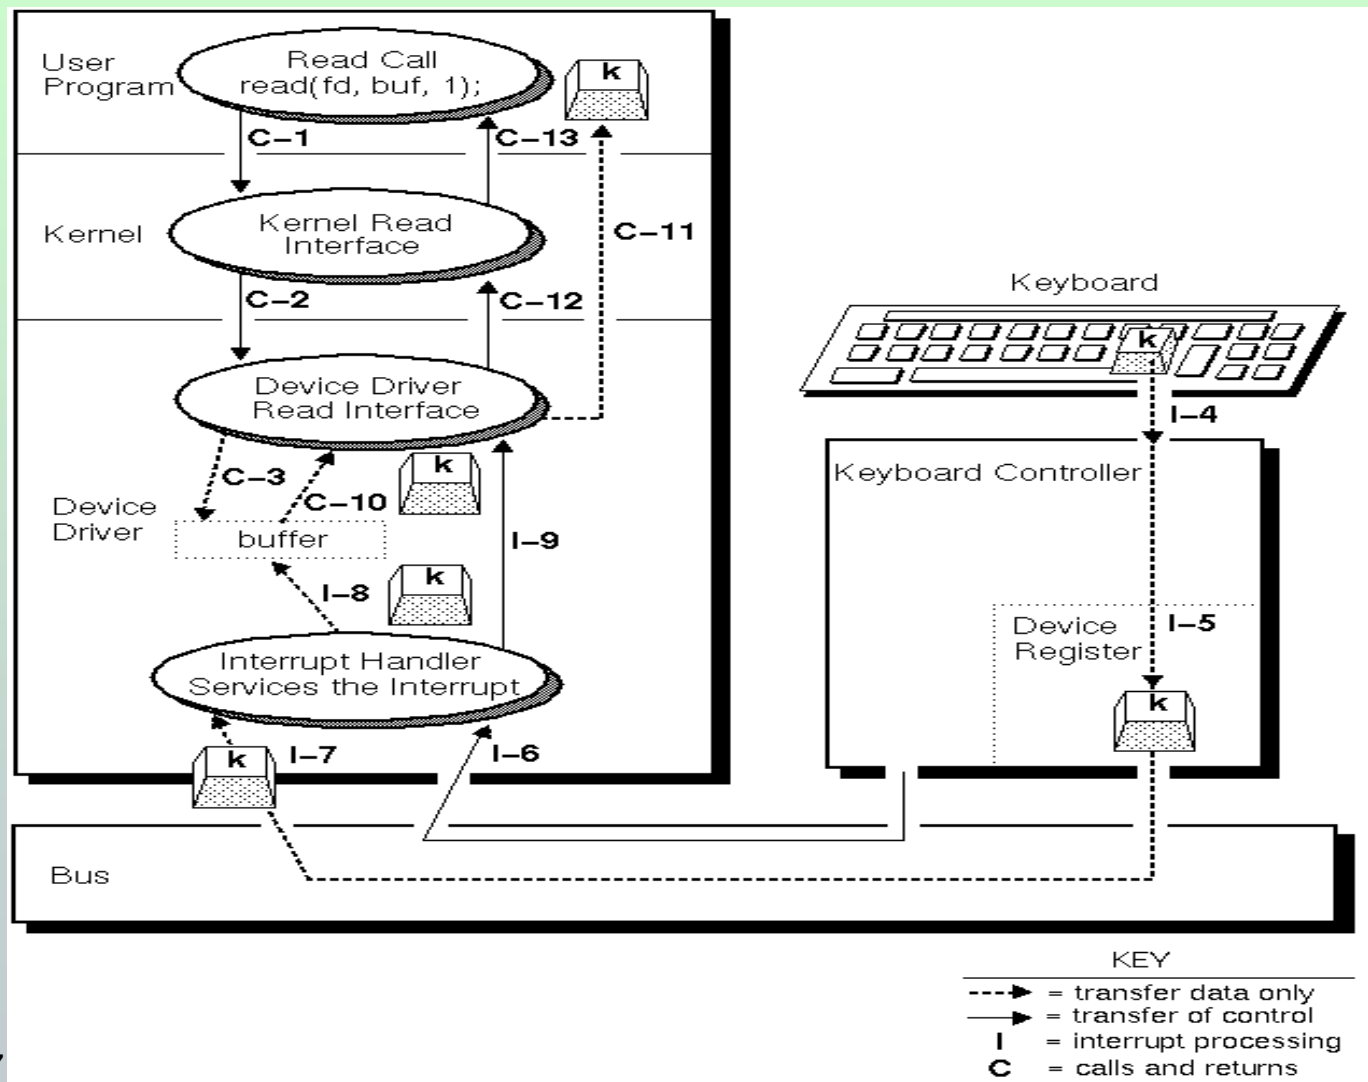 User
Program
Read Call
read(fd, buf, 1);
k
C–1
C–13
Kernel
Kernel Read
Interface
C–11
C–2
C–12
Keyboard
k
Device Driver
Read Interface
I–4
C–3
k
C–10
Keyboard Controller
Device
Driver
buffer
I–9
k
I–8
Device
Register
I–5
Interrupt Handler
Services the Interrupt
k
k
I–7
I–6
Bus
KEY
= transfer data only
= transfer of control
I = interrupt processing
C = calls and returns